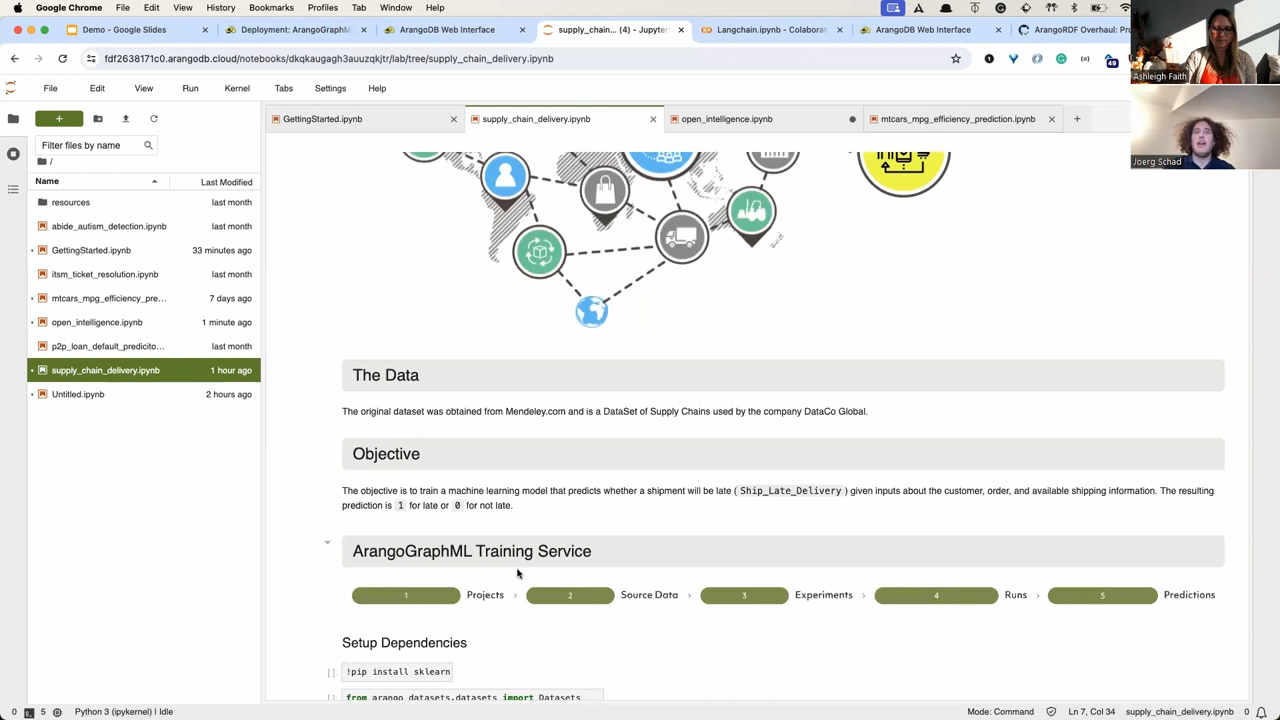 Google Chrome File Edit View History Bookmarks Profiles Tab Window Help
Demo - Google Slides
Deployment: ArangoGraphM
ArangoDB Web Interface
supply_chain... (4) - Jupyter
Langchain.ipynb - Colaborat
ArangoDB Web Interface
ArangoRDF Overhaul: Pro
fdf2638171c0.arangodb.cloud/notebooks/dkqkaugagh3auuzqkjtr/lab/tree/supply_chain_delivery.ipynb
49
Ashleigh Faith
File Edit View Run Kernel Tabs Settings Help
GettingStarted.ipynb
supply_chain_delivery.ipynb
open_intelligence.ipynb
mtcars_mpg_efficiency_prediction.ipynb
Filter files by name
/
Joerg Schad
Name Last Modified
resources last month
abide_autism_detection.ipynb last month
GettingStarted.ipynb 33 minutes ago
itsm_ticket_resolution.ipynb last month
mtcars_mpg_efficiency_pre... 7 days ago
open_intelligence.ipynb 1 minute ago
p2p_loan_default_predicito... last month
supply_chain_delivery.ipynb 1 hour ago
Untitled.ipynb 2 hours ago
The Data
The original dataset was obtained from Mendeley.com and is a DataSet of Supply Chains used by the company DataCo Global.
Objective
The objective is to train a machine learning model that predicts whether a shipment will be late ( Ship_Late_Delivery ) given inputs about the customer, order, and available shipping information. The resulting
prediction is 1 for late or 0 for not late.
ArangoGraphML Training Service
1 Projects › 2 Source Data › 3 Experiments › 4 Runs › 5 Predictions
Setup Dependencies
[ ]: !pip install sklearn
[ ]: from arango_datasets.datasets import Datasets
0 5 Python 3 (ipykernel) | Idle
Mode: Command Ln 7, Col 34 supply_chain_delivery.ipynb 0